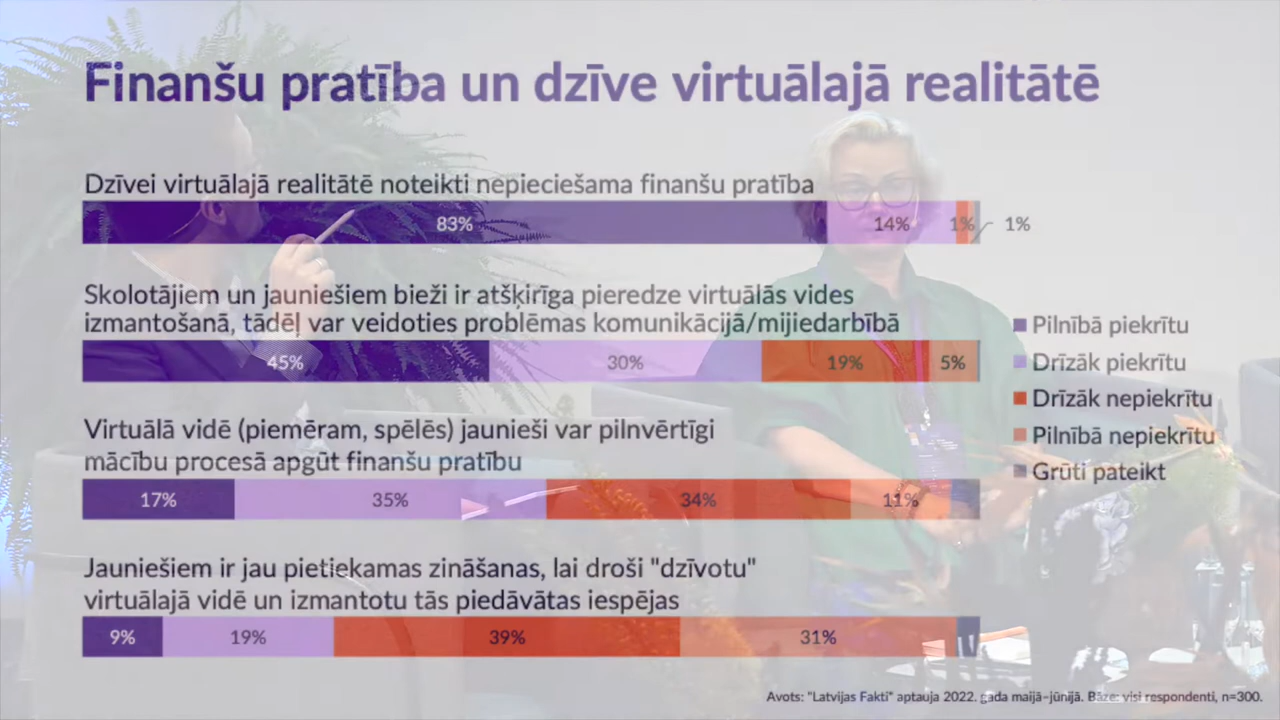 Finanšu pratība un dzīve virtuālajā realitātē
Dzīvei virtuālajā realitātē noteikti nepieciešama finanšu pratība
83% 14% 1% 1%
Skolotājiem un jauniešiem bieži ir atšķirīga pieredze virtuālās vides
izmantošanā, tādēļ var veidoties problēmas komunikācijā/mijiedarbībā
45% 30% 19% 5%
Virtuālā vidē (piemēram, spēlēs) jaunieši var pilnvērtīgi
mācību procesā apgūt finanšu pratību
17% 35% 34% 11%
Jauniešiem ir jau pietiekamas zināšanas, lai droši "dzīvotu"
virtuālajā vidē un izmantotu tās piedāvātas iespējas
9% 19% 39% 31%
Pilnībā piekrītu
Drīzāk piekrītu
Drīzāk nepiekrītu
Pilnībā nepiekrītu
Grūti pateikt
Avots: "Latvijas Fakti" aptauja 2022. gada maijā–jūnijā. Bāze: visi respondenti, n=300.